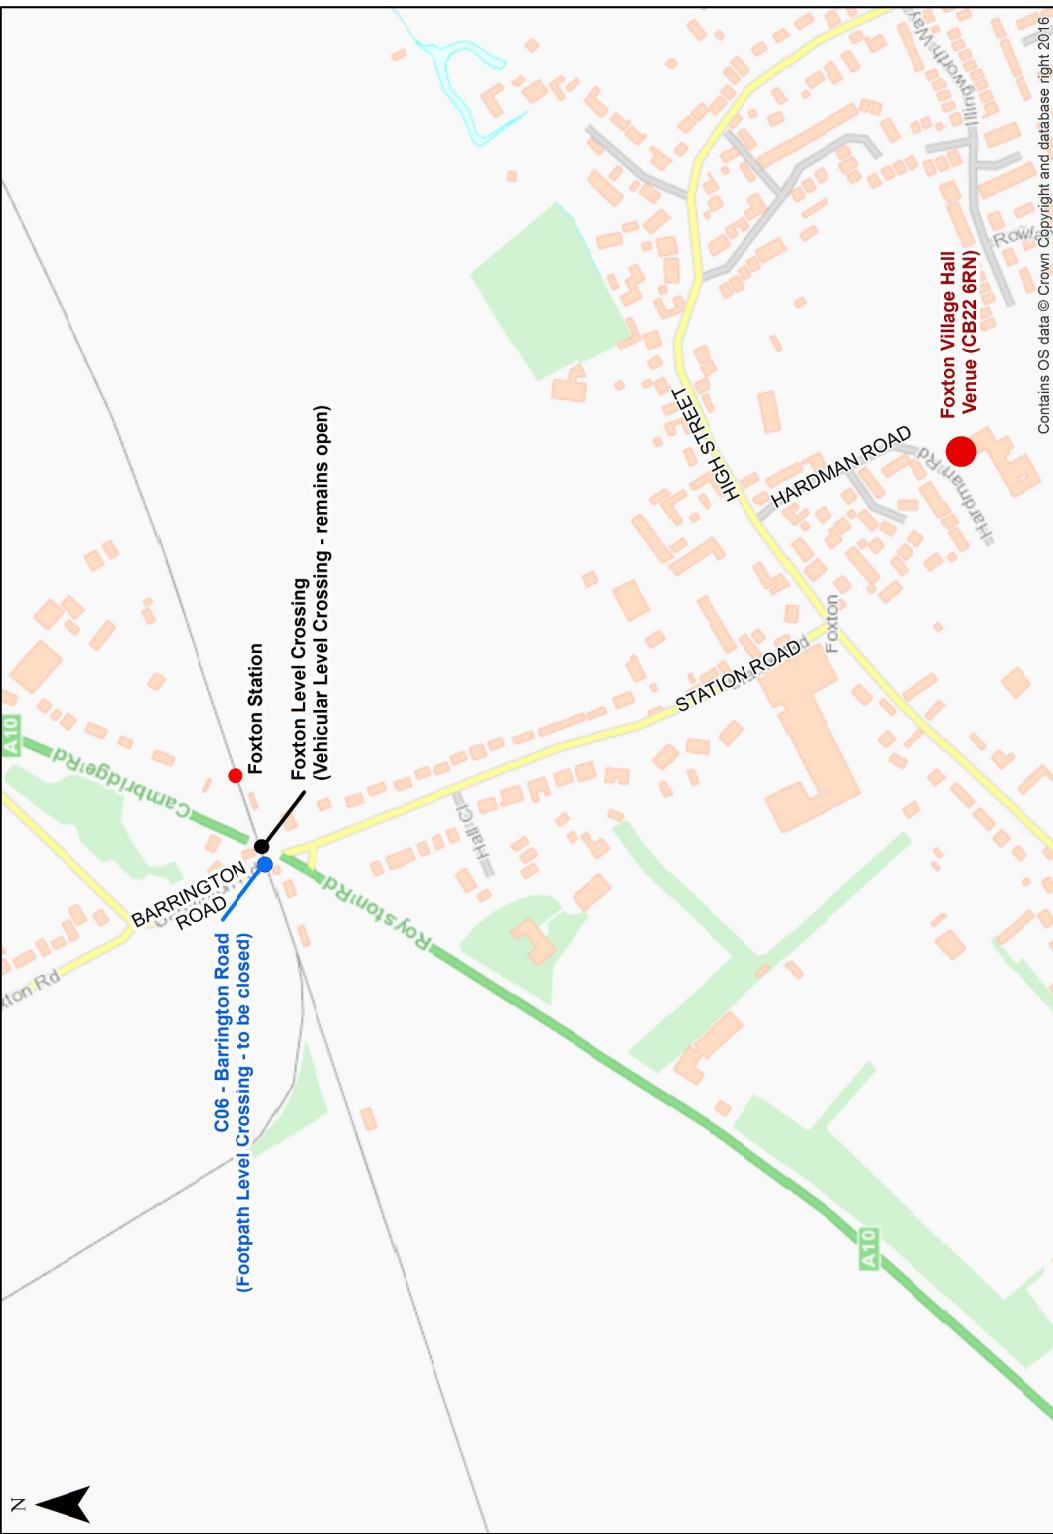 N
A10
Cambridge Rd
BARRINGTON
ROAD
xton Rd
Foxton Station
Foxton Level Crossing
(Vehicular Level Crossing - remains open)
C06 - Barrington Road
(Footpath Level Crossing - to be closed)
Royston Rd
Hall Cl
STATION ROAD
Foxton
HIGH STREET
HARDMAN ROAD
Hardman Rd
Foxton Village Hall
Venue (CB22 6RN)
Illingworth Way
Rowl
A10
Contains OS data © Crown Copyright and database right 2016